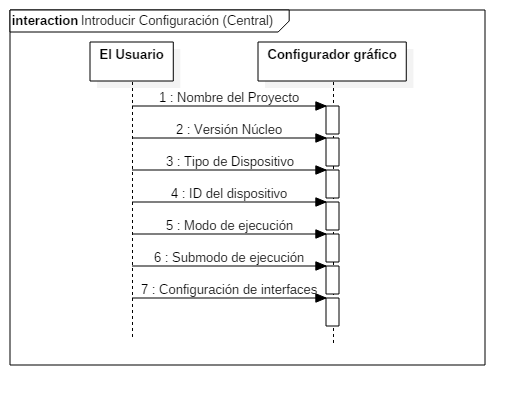 interaction Introducir Configuración (Central)
El Usuario
Configurador gráfico
1 : Nombre del Proyecto
2 : Versión Núcleo
3 : Tipo de Dispositivo
4 : ID del dispositivo
5 : Modo de ejecución
6 : Submodo de ejecución
7 : Configuración de interfaces